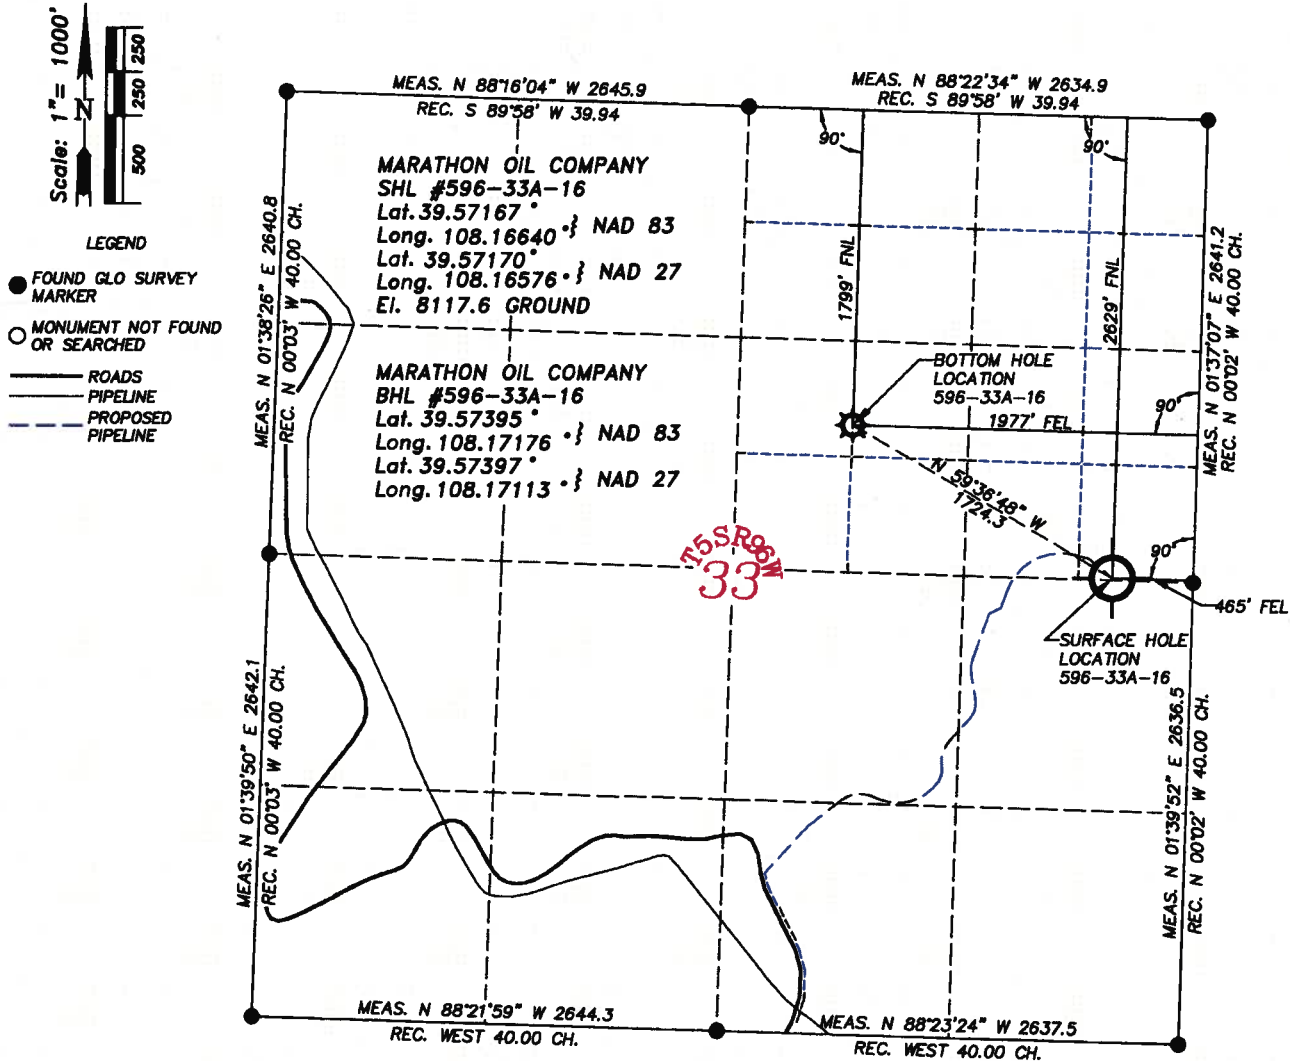 Scale: 1"= 1000'
N
250
250
500
LEGEND
FOUND GLO SURVEY
MARKER
MONUMENT NOT FOUND
OR SEARCHED
ROADS
PIPELINE
PROPOSED
PIPELINE
MEAS. N 88°16'04" W 2645.9
REC. S 89°58' W 39.94
MEAS. N 88°22'34" W 2634.9
REC. S 89°58' W 39.94
90°
90°
MARATHON OIL COMPANY
SHL #596-33A-16
Lat. 39.57167°
Long. 108.16640° } NAD 83
Lat. 39.57170°
Long. 108.16576° } NAD 27
El. 8117.6 GROUND
MARATHON OIL COMPANY
BHL #596-33A-16
Lat. 39.57395°
Long. 108.17176° } NAD 83
Lat. 39.57397°
Long. 108.17113° } NAD 27
MEAS. N 01°38'26" E 2640.8
REC. N 00°03' W 40.00 CH.
1799' FNL
2629' FNL
MEAS. N 01°37'07" E 2641.2
REC. N 00°02' W 40.00 CH.
BOTTOM HOLE
LOCATION
596-33A-16
90°
1977' FEL
N 59°36'48" W
1724.3
T5SR96W
33
90°
465' FEL
SURFACE HOLE
LOCATION
596-33A-16
MEAS. N 01°39'50" E 2642.1
REC. N 00°03' W 40.00 CH.
MEAS. N 01°39'52" E 2636.5
REC. N 00°02' W 40.00 CH.
MEAS. N 88°21'59" W 2644.3
REC. WEST 40.00 CH.
MEAS. N 88°23'24" W 2637.5
REC. WEST 40.00 CH.